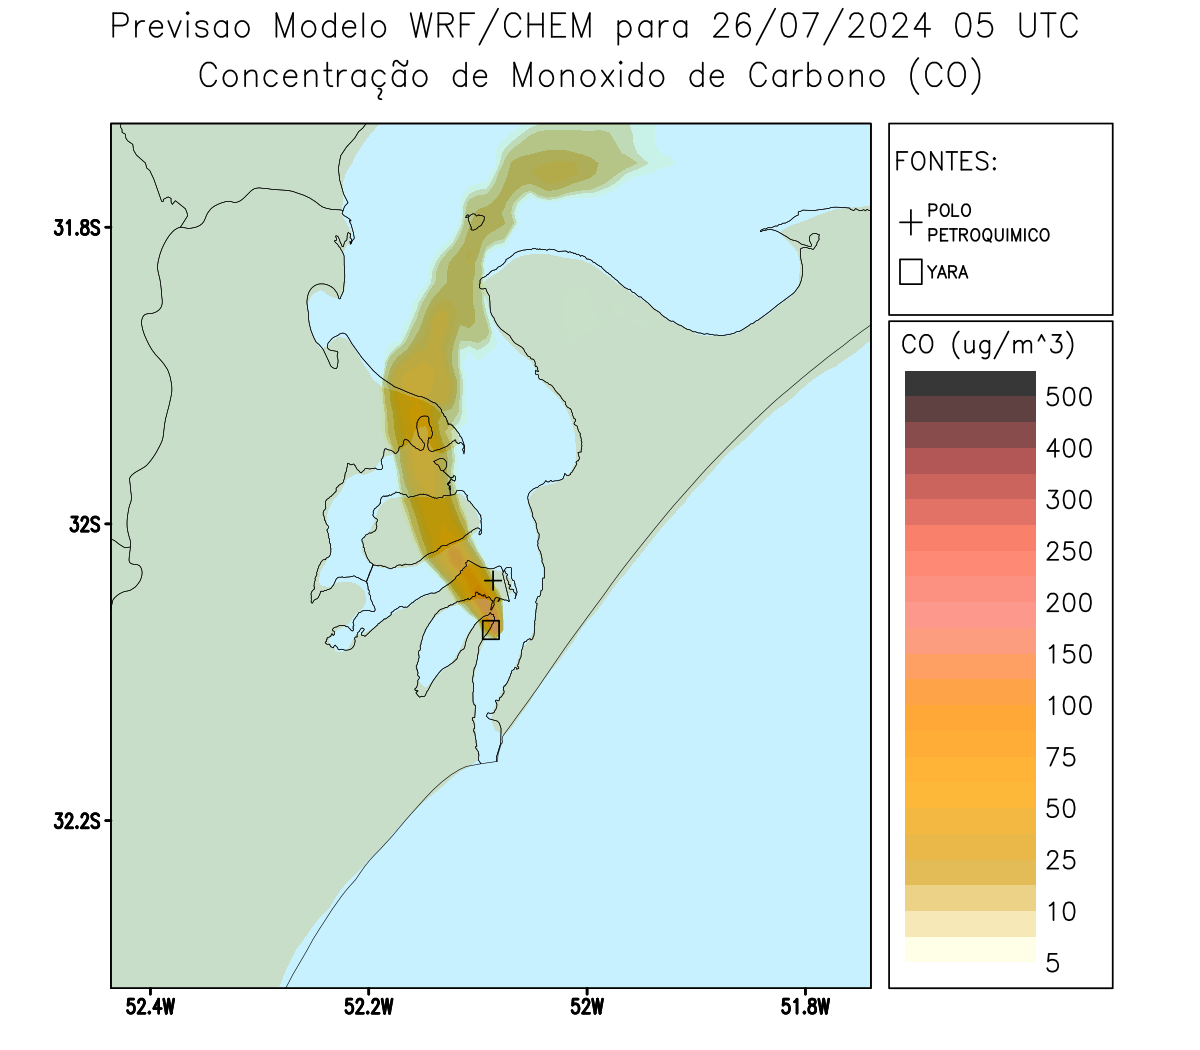 Previsao Modelo WRF/CHEM para 26/07/2024 05 UTC
Concentração de Monoxido de Carbono (CO)
FONTES:
POLO
PETROQUIMICO
YARA
CO (ug/m^3)
500
400
300
250
200
150
100
75
50
25
10
5
31.8S
32S
32.2S
52.4W
52.2W
52W
51.8W